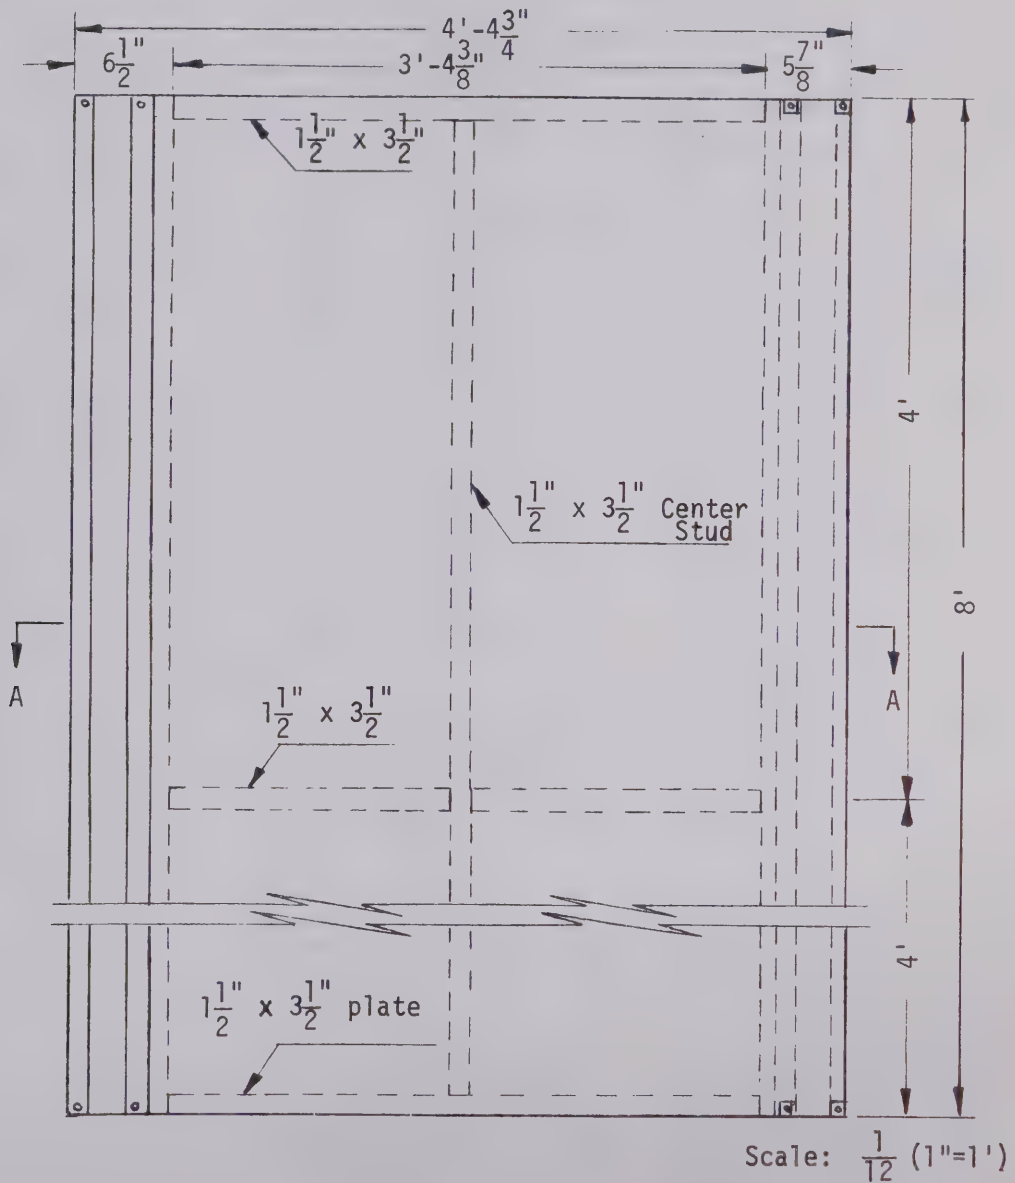 4'-4 3/4"
6 1/2" 3'-4 3/8" 5 7/8"
1 1/2" x 3 1/2"
4'
1 1/2" x 3 1/2" Center
Stud
8'
A A
1 1/2" x 3 1/2"
4'
1 1/2" x 3 1/2" plate
Scale: 1/12 (1"=1')